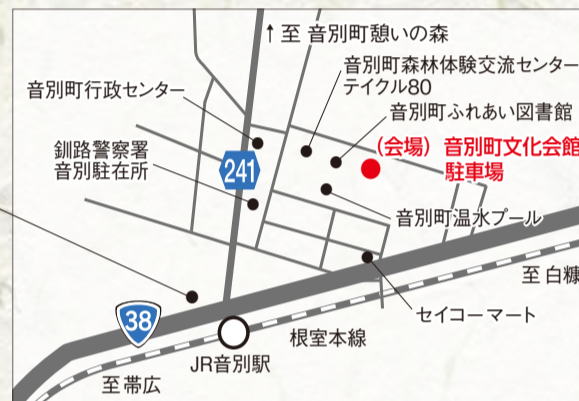 ↑至 音別町憩いの森
音別町森林体験交流センター
テイクル80
音別町行政センター
音別町ふれあい図書館
(会場) 音別町文化会館
駐車場
釧路警察署
音別駐在所
241
音別町温水プール
至 白糠
セイコーマート
38
根室本線
JR音別駅
至 帯広